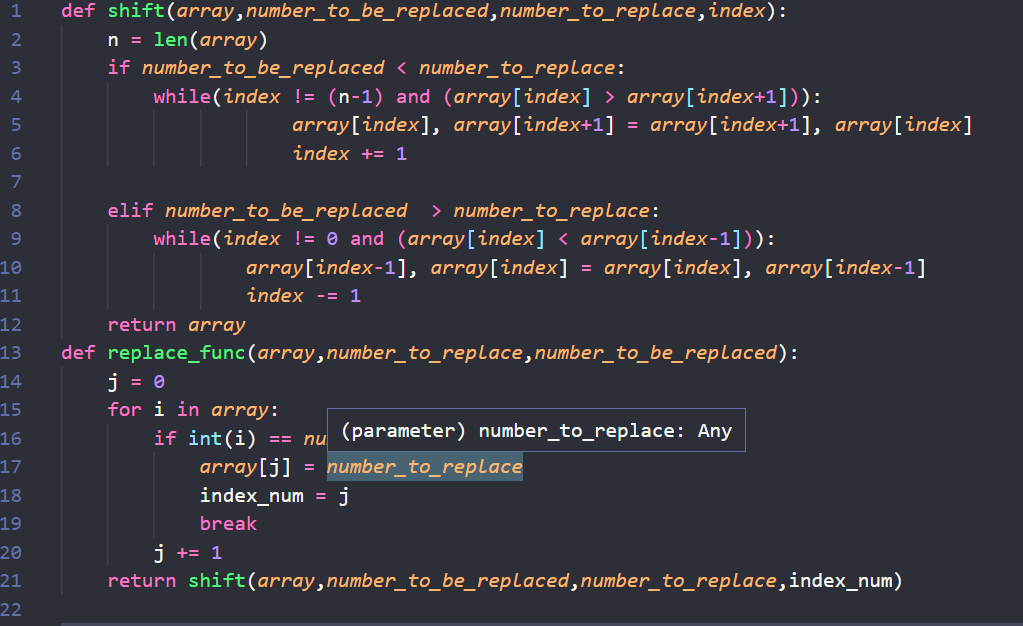 1 def shift(array,number_to_be_replaced,number_to_replace,index):
2 n = len(array)
3 if number_to_be_replaced < number_to_replace:
4 while(index != (n-1) and (array[index] > array[index+1])):
5 array[index], array[index+1] = array[index+1], array[index]
6 index += 1
7
8 elif number_to_be_replaced  > number_to_replace:
9 while(index != 0 and (array[index] < array[index-1])):
10 array[index-1], array[index] = array[index], array[index-1]
11 index -= 1
12 return array
13 def replace_func(array,number_to_replace,number_to_be_replaced):
14 j = 0
15 for i in array:
(parameter) number_to_replace: Any
16 if int(i) == nu
17 array[j] = number_to_replace
18 index_num = j
19 break
20 j += 1
21 return shift(array,number_to_be_replaced,number_to_replace,index_num)
22